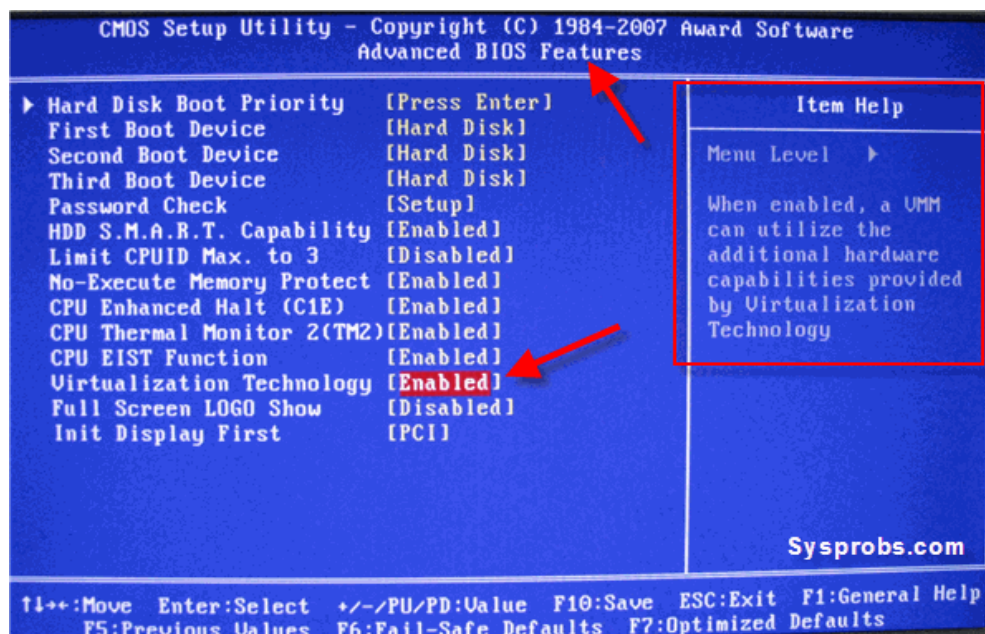 CMOS Setup Utility - Copyright (C) 1984-2007 Award Software
Advanced BIOS Features
Hard Disk Boot Priority [Press Enter]
First Boot Device [Hard Disk]
Second Boot Device [Hard Disk]
Third Boot Device [Hard Disk]
Password Check [Setup]
HDD S.M.A.R.T. Capability [Enabled]
Limit CPUID Max. to 3 [Disabled]
No-Execute Memory Protect [Enabled]
CPU Enhanced Halt (C1E) [Enabled]
CPU Thermal Monitor 2(TM2) [Enabled]
CPU EIST Function [Enabled]
Virtualization Technology [Enabled]
Full Screen LOGO Show [Disabled]
Init Display First [PCI]
Item Help
Menu Level
When enabled, a VMM
can utilize the
additional hardware
capabilities provided
by Virtualization
Technology
Sysprobs.com
↑↓→←:Move Enter:Select +/-/PU/PD:Value F10:Save ESC:Exit F1:General Help
F5:Previous Values F6:Fail-Safe Defaults F7:Optimized Defaults